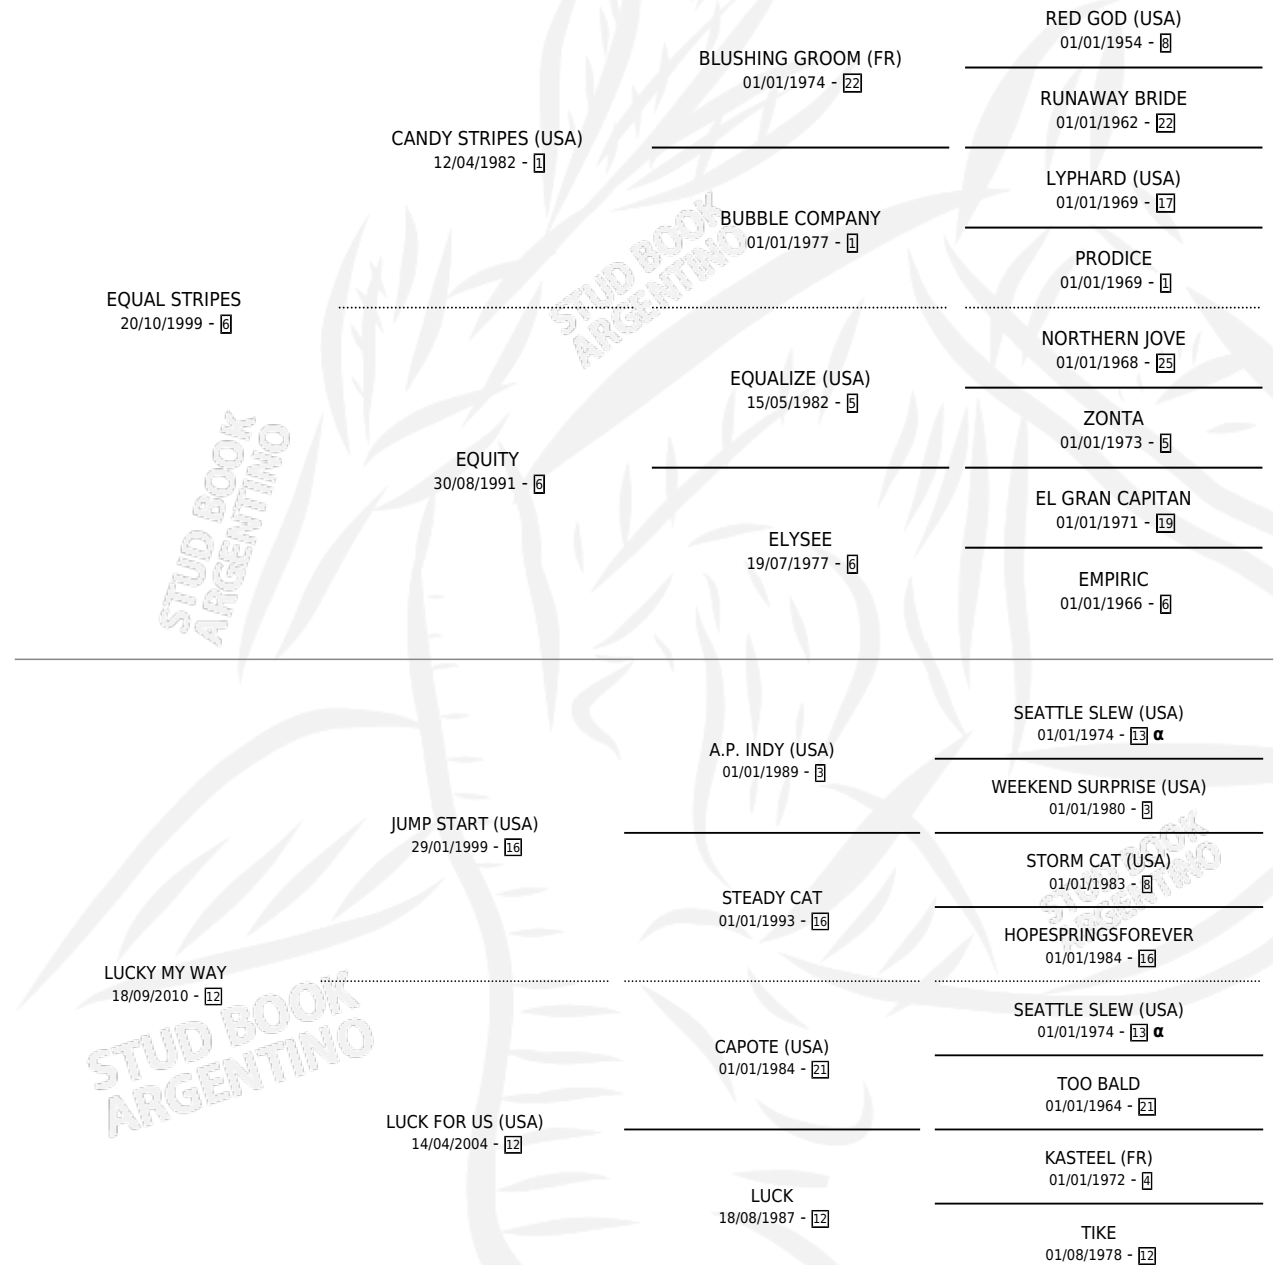 RED GOD (USA)
01/01/1954 - 8
BLUSHING GROOM (FR)
01/01/1974 - 22
RUNAWAY BRIDE
01/01/1962 - 22
CANDY STRIPES (USA)
12/04/1982 - 1
LYPHARD (USA)
01/01/1969 - 17
BUBBLE COMPANY
01/01/1977 - 1
PRODICE
01/01/1969 - 1
EQUAL STRIPES
20/10/1999 - 6
NORTHERN JOVE
01/01/1968 - 25
EQUALIZE (USA)
15/05/1982 - 5
ZONTA
01/01/1973 - 5
EQUITY
30/08/1991 - 6
EL GRAN CAPITAN
01/01/1971 - 19
ELYSEE
19/07/1977 - 6
EMPIRIC
01/01/1966 - 6
SEATTLE SLEW (USA)
01/01/1974 - 13 α
A.P. INDY (USA)
01/01/1989 - 3
WEEKEND SURPRISE (USA)
01/01/1980 - 3
JUMP START (USA)
29/01/1999 - 16
STORM CAT (USA)
01/01/1983 - 8
STEADY CAT
01/01/1993 - 16
HOPESPRINGSFOREVER
01/01/1984 - 16
LUCKY MY WAY
18/09/2010 - 12
SEATTLE SLEW (USA)
01/01/1974 - 13 α
CAPOTE (USA)
01/01/1984 - 21
TOO BALD
01/01/1964 - 21
LUCK FOR US (USA)
14/04/2004 - 12
KASTEEL (FR)
01/01/1972 - 4
LUCK
18/08/1987 - 12
TIKE
01/08/1978 - 12
STUD BOOK
ARGENTINO
STUD BOOK
ARGENTINO
STUD BOOK
ARGENTINO
STUD BOOK
ARGENTINO